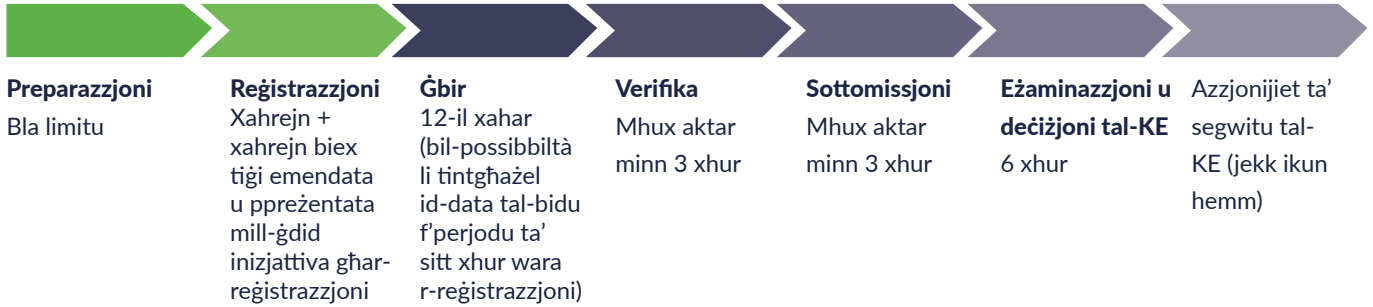 Preparazzjoni
Bla limitu
Reġistrazzjoni
Xahrejn +
xahrejn biex
tiġi emendata
u ppreżentata
mill-ġdid
inizjattiva għar-
reġistrazzjoni
Ġbir
12-il xahar
(bil-possibbiltà
li tintgħażel
id-data tal-bidu
f’perjodu ta’
sitt xhur wara
r-reġistrazzjoni)
Verifika
Mhux aktar
minn 3 xhur
Sottomissjoni
Mhux aktar
minn 3 xhur
Eżaminazzjoni u
deċiżjoni tal-KE
6 xhur
Azzjonijiet ta’
segwitu tal-
KE (jekk ikun
hemm)